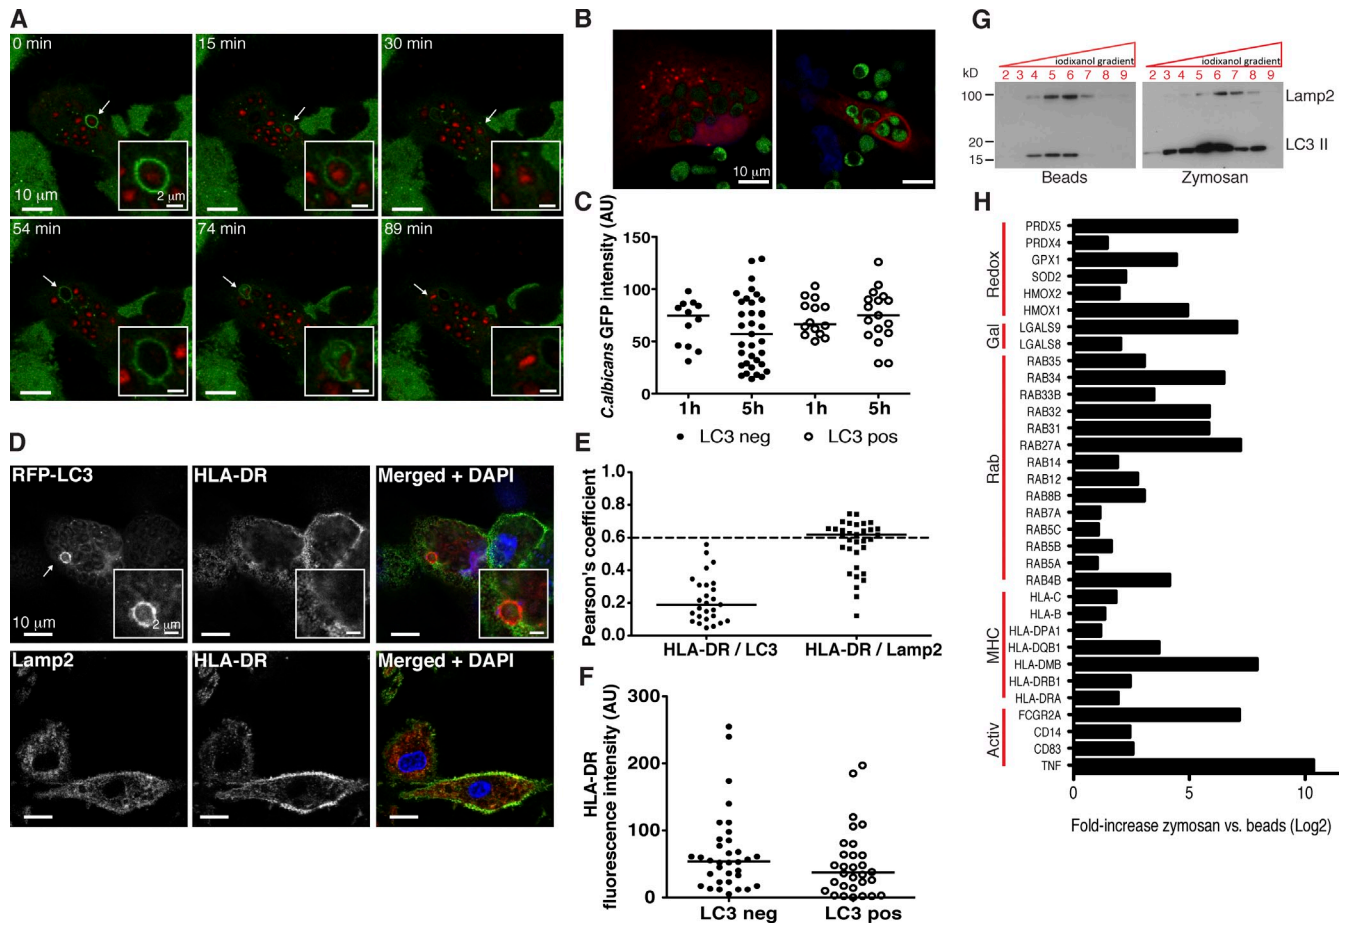 A
0 min
15 min
30 min
10 µm
2 µm
54 min
74 min
89 min
B
10 µm
C
C.albicans GFP intensity (AU)
150
100
50
0
1h 5h 1h 5h
● LC3 neg ○ LC3 pos
D
RFP-LC3
HLA-DR
Merged + DAPI
10 µm
2 µm
Lamp2
HLA-DR
Merged + DAPI
E
Pearson's coefficient
1.0
0.8
0.6
0.4
0.2
0.0
HLA-DR / LC3
HLA-DR / Lamp2
F
HLA-DR
fluorescence intensity (AU)
300
200
100
0
LC3 neg
LC3 pos
G
iodixanol gradient
iodixanol gradient
kD
2 3 4 5 6 7 8 9
2 3 4 5 6 7 8 9
100
20
15
Lamp2
LC3 II
Beads
Zymosan
H
Redox
PRDX5
PRDX4
GPX1
SOD2
HMOX2
HMOX1
Gal
LGALS9
LGALS8
Rab
RAB35
RAB34
RAB33B
RAB32
RAB31
RAB27A
RAB14
RAB12
RAB8B
RAB7A
RAB5C
RAB5B
RAB5A
RAB4B
MHC
HLA-C
HLA-B
HLA-DPA1
HLA-DQB1
HLA-DMB
HLA-DRB1
HLA-DRA
Activ
FCGR2A
CD14
CD83
TNF
0 5 10
Fold-increase zymosan vs. beads (Log2)